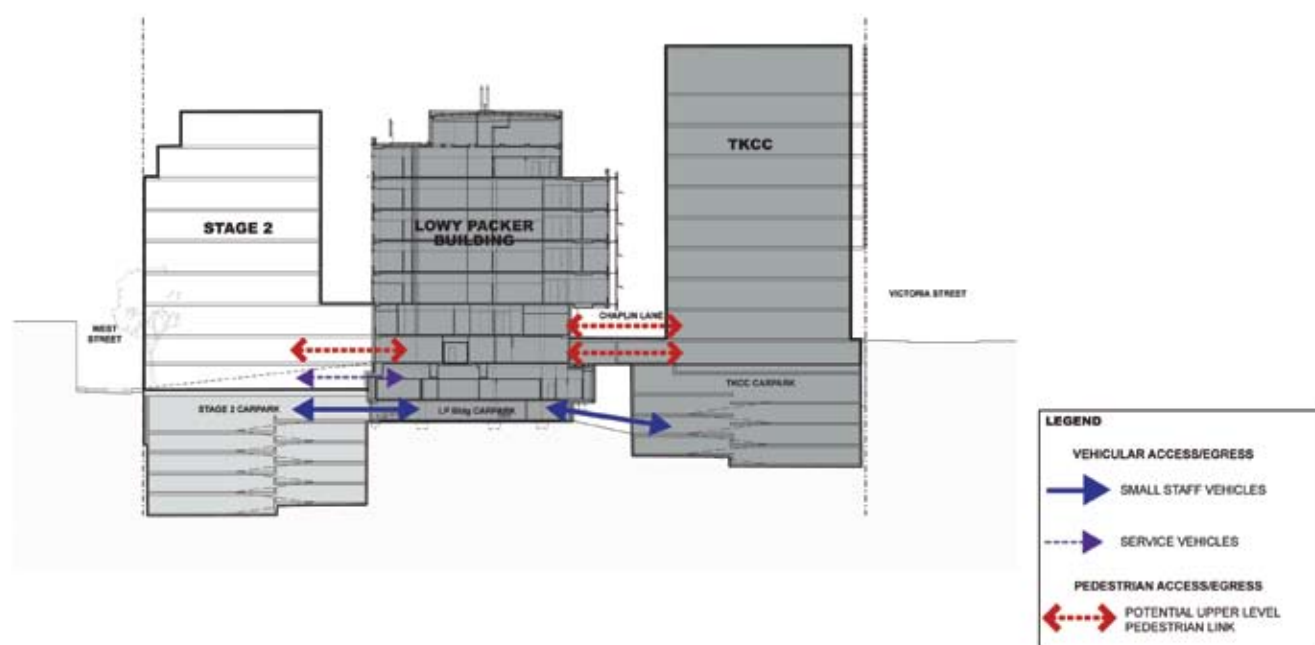 TKCC
STAGE 2
LOWY PACKER
BUILDING
VICTORIA STREET
CHAPLIN LANE
WEST
STREET
TKCC CARPARK
STAGE 2 CARPARK
LP Bldg CARPARK
LEGEND
VEHICULAR ACCESS/EGRESS
SMALL STAFF VEHICLES
SERVICE VEHICLES
PEDESTRIAN ACCESS/EGRESS
POTENTIAL UPPER LEVEL
PEDESTRIAN LINK